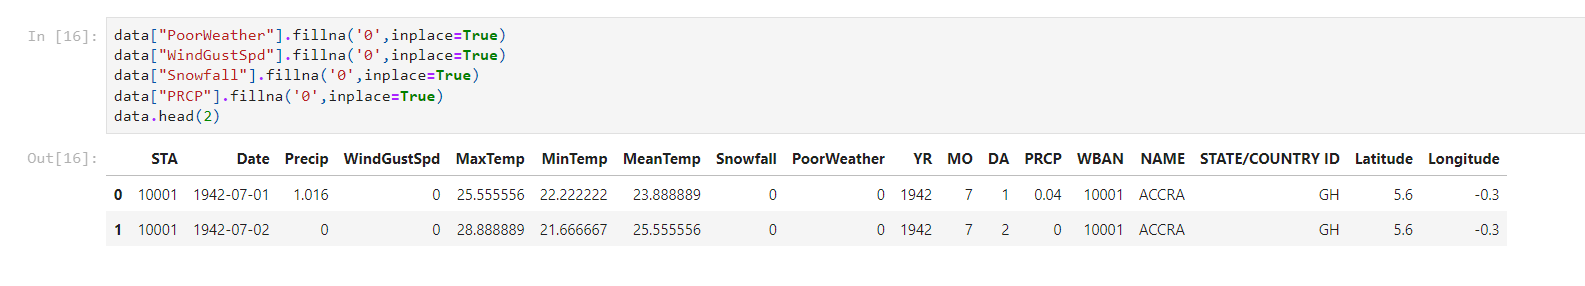 In [16]: data["PoorWeather"].fillna('0',inplace=True)
data["WindGustSpd"].fillna('0',inplace=True)
data["Snowfall"].fillna('0',inplace=True)
data["PRCP"].fillna('0',inplace=True)
data.head(2)
Out[16]: STA Date Precip WindGustSpd MaxTemp MinTemp MeanTemp Snowfall PoorWeather YR MO DA PRCP WBAN NAME STATE/COUNTRY ID Latitude Longitude
0 10001 1942-07-01 1.016 0 25.555556 22.222222 23.888889 0 0 1942 7 1 0.04 10001 ACCRA GH 5.6 -0.3
1 10001 1942-07-02 0 0 28.888889 21.666667 25.555556 0 0 1942 7 2 0 10001 ACCRA GH 5.6 -0.3